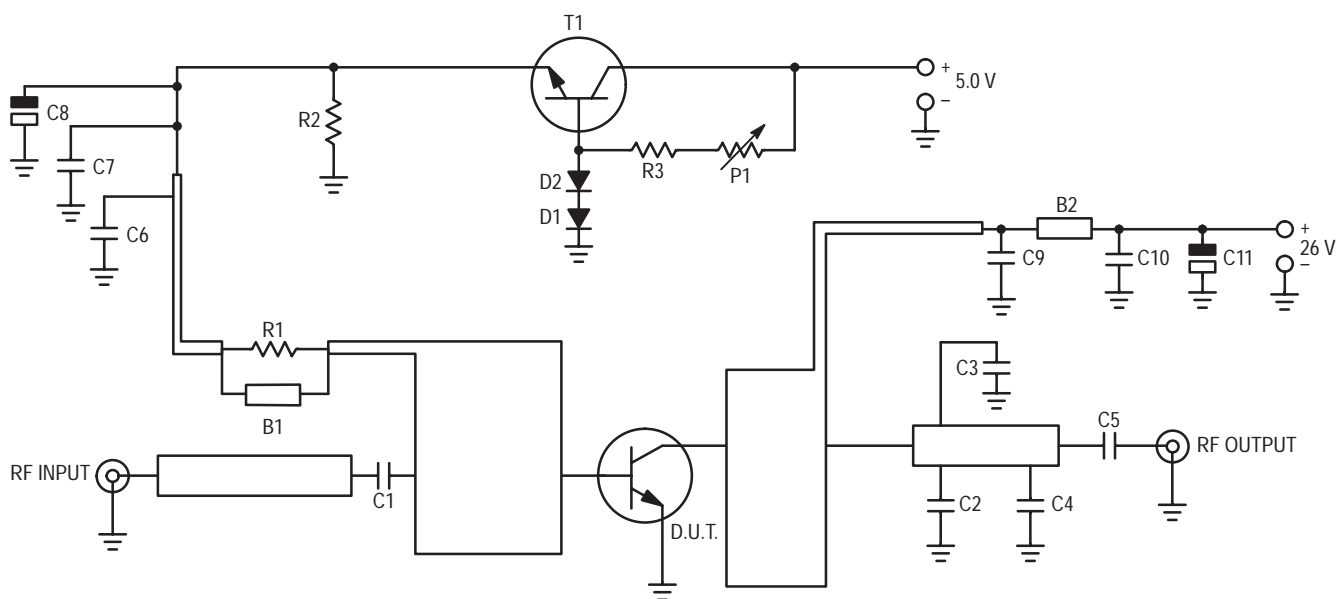 T1
+
5.0 V
–
C8
R2
C7
R3
P1
D2
D1
C6
B2
+
26 V
–
C9
C10
C11
R1
B1
C3
C5
RF INPUT
RF OUTPUT
C1
C2
C4
D.U.T.